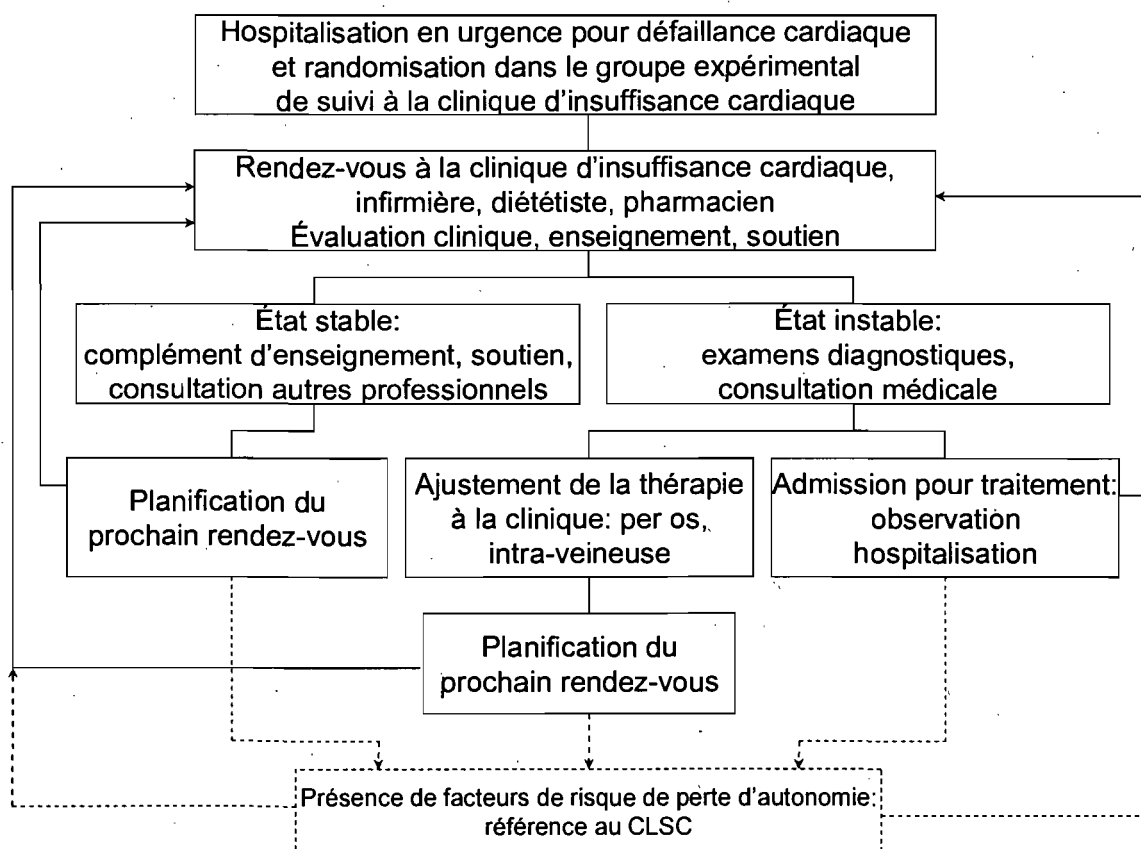 Hospitalisation en urgence pour défaillance cardiaque
et randomisation dans le groupe expérimental
de suivi à la clinique d'insuffisance cardiaque
Rendez-vous à la clinique d'insuffisance cardiaque,
infirmière, diététiste, pharmacien
Évaluation clinique, enseignement, soutien
État stable:
complément d'enseignement, soutien,
consultation autres professionnels
État instable:
examens diagnostiques,
consultation médicale
Planification du
prochain rendez-vous
Ajustement de la thérapie
à la clinique: per os,
intra-veineuse
Admission pour traitement:
observation
hospitalisation
Planification du
prochain rendez-vous
Présence de facteurs de risque de perte d'autonomie:
référence au CLSC